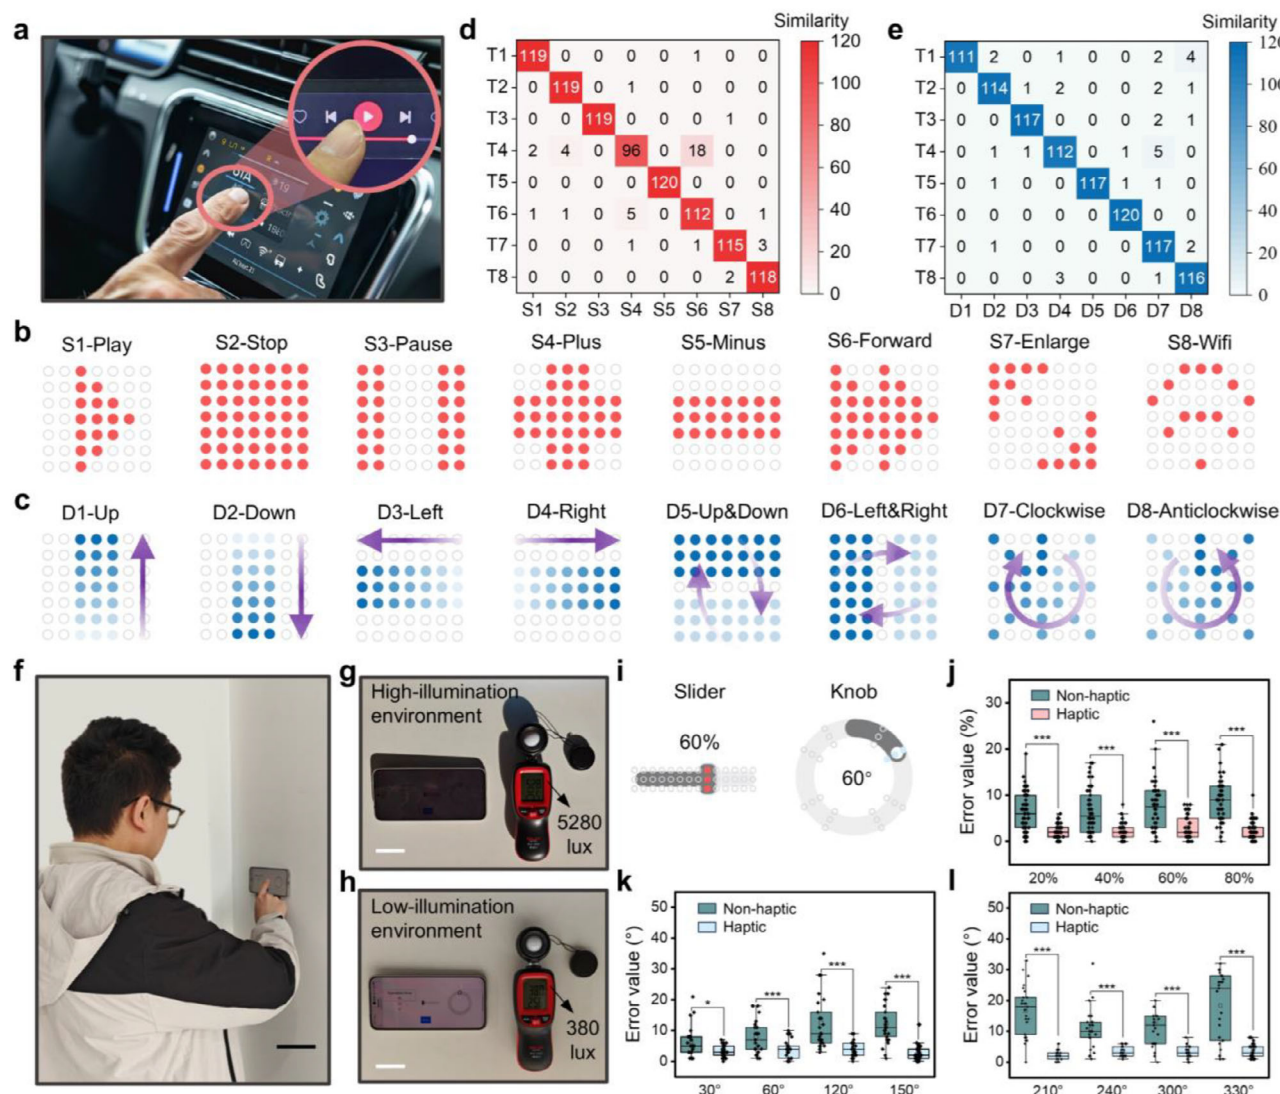 a
d
Similarity
T1 119 0 0 0 0 1 0 0
T2 0 119 0 1 0 0 0 0
T3 0 0 119 0 0 0 1 0
T4 2 4 0 96 0 18 0 0
T5 0 0 0 0 120 0 0 0
T6 1 1 0 5 0 112 0 1
T7 0 0 0 1 0 1 115 3
T8 0 0 0 0 0 0 2 118
S1 S2 S3 S4 S5 S6 S7 S8
120
100
80
60
40
20
0
e
Similarity
T1 111 2 0 1 0 0 2 4
T2 0 114 1 2 0 0 2 1
T3 0 0 117 0 0 0 2 1
T4 0 1 1 112 0 1 5 0
T5 0 1 0 0 117 1 1 0
T6 0 0 0 0 0 120 0 0
T7 0 1 0 0 0 0 117 2
T8 0 0 0 3 0 0 1 116
D1 D2 D3 D4 D5 D6 D7 D8
100
80
60
40
20
0
b
S1-Play S2-Stop S3-Pause S4-Plus S5-Minus S6-Forward S7-Enlarge S8-Wifi
c
D1-Up D2-Down D3-Left D4-Right D5-Up&Down D6-Left&Right D7-Clockwise D8-Anticlockwise
f
g
High-illumination
environment
5280
lux
h
Low-illumination
environment
380
lux
i
Slider Knob
60%
60°
j
Error value (%)
30
20
10
0
Non-haptic
Haptic
*** *** *** ***
20% 40% 60% 80%
k
Error value (°)
50
40
30
20
10
0
Non-haptic
Haptic
* *** *** ***
30° 60° 120° 150°
l
Error value (°)
50
40
30
20
10
0
Non-haptic
Haptic
*** *** *** ***
210° 240° 300° 330°